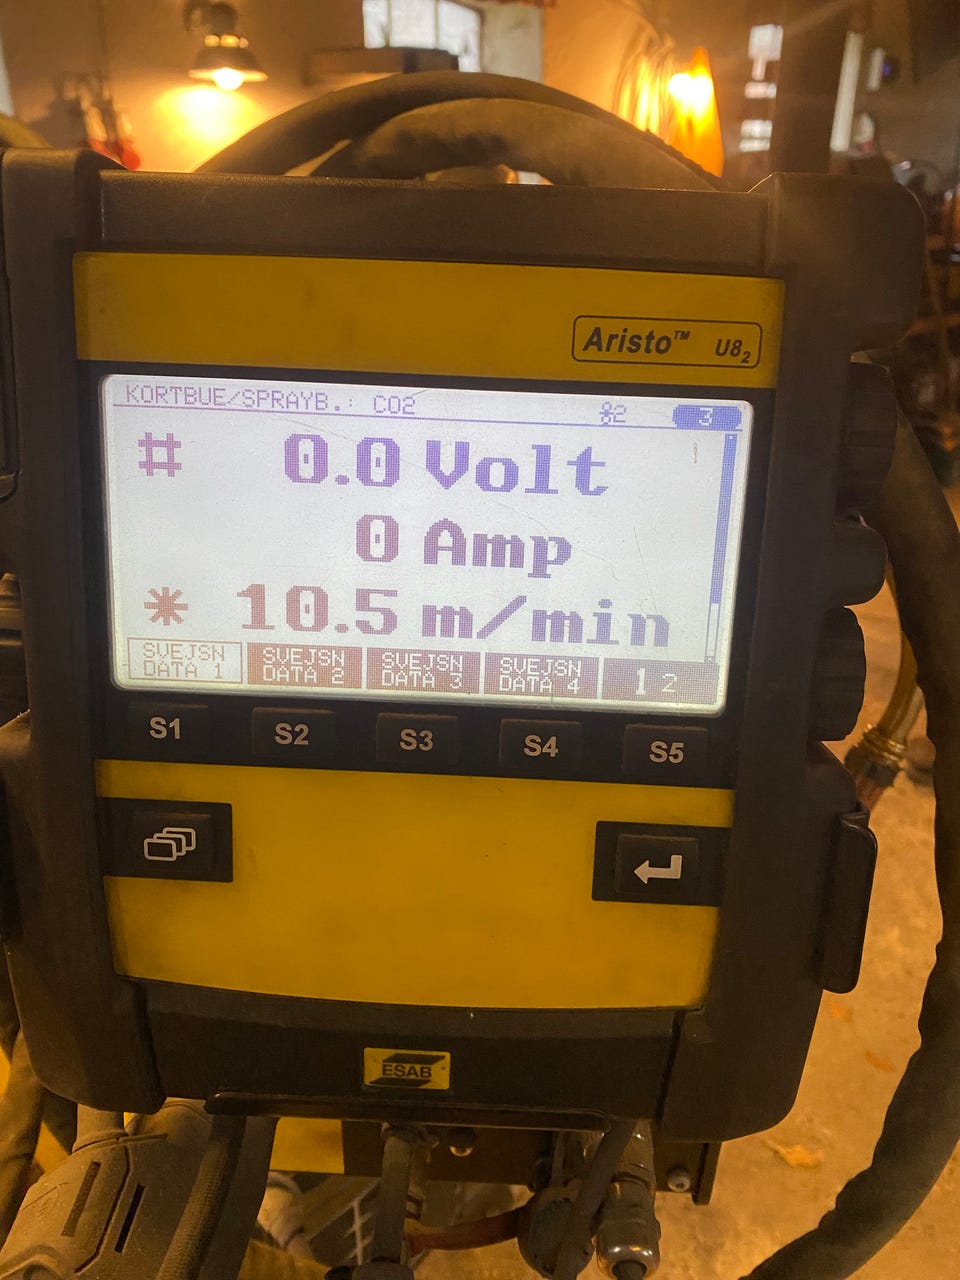 Aristo™ U8₂
KORTBUE/SPRAYB.: CO2 2 3
# 0.0 Volt
0 Amp
* 10.5 m/min
SVEJSN DATA 1 SVEJSN DATA 2 SVEJSN DATA 3 SVEJSN DATA 4 1 2
S1 S2 S3 S4 S5
ESAB